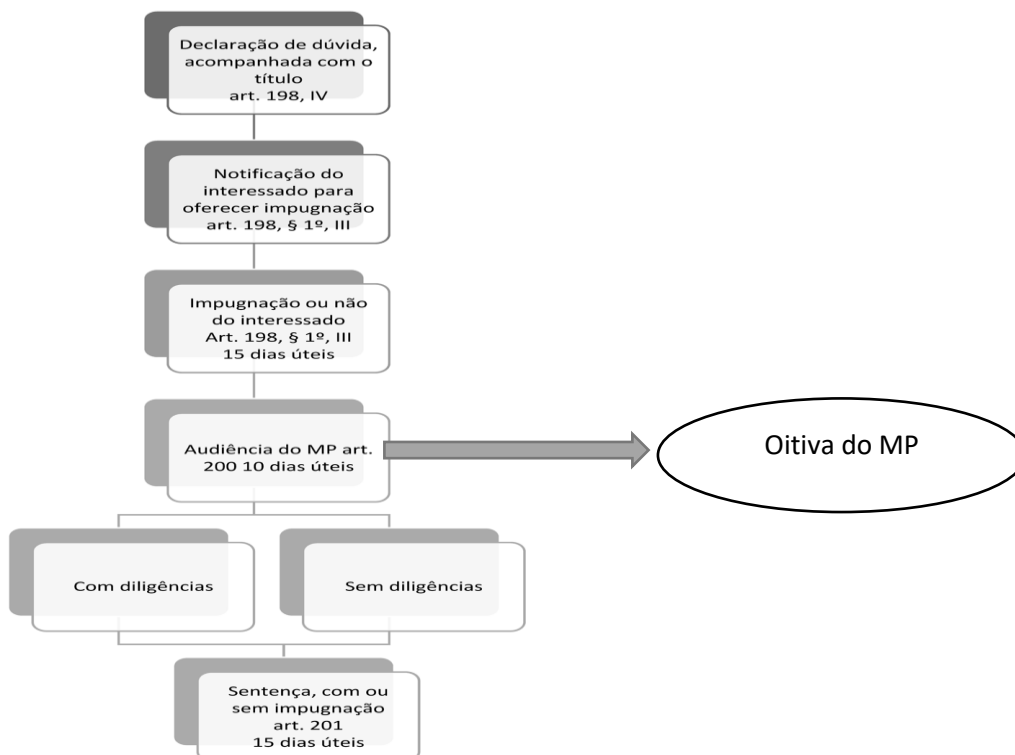 Declaração de dúvida,
acompanhada com o
título
art. 198, IV
Notificação do
interessado para
oferecer impugnação
art. 198, § 1º, III
Impugnação ou não
do interessado
Art. 198, § 1º, III
15 dias úteis
Audiência do MP art.
200 10 dias úteis
Oitiva do MP
Com diligências
Sem diligências
Sentença, com ou
sem impugnação
art. 201
15 dias úteis